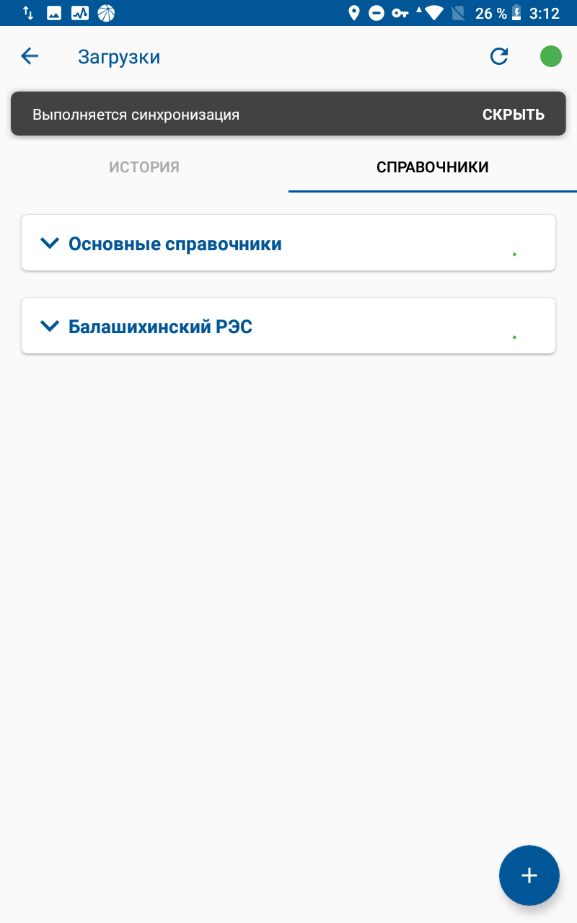 26 % 3:12
Загрузки
Выполняется синхронизация СКРЫТЬ
ИСТОРИЯ СПРАВОЧНИКИ
Основные справочники
Балашихинский РЭС